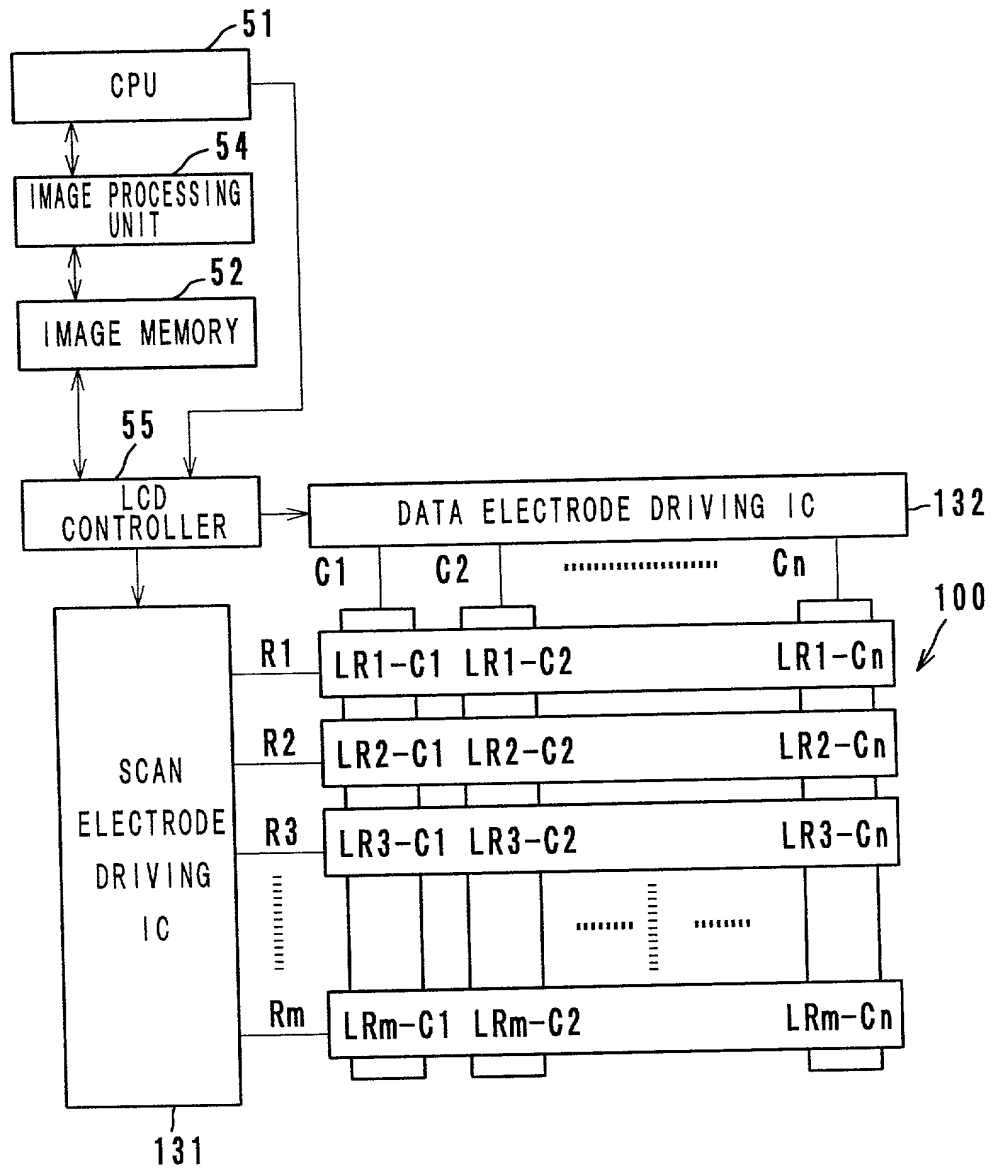 51
CPU
54
IMAGE PROCESSING
UNIT
52
IMAGE MEMORY
55
LCD
CONTROLLER
DATA ELECTRODE DRIVING IC
132
C1
C2
Cn
100
R1
LR1-C1
LR1-C2
LR1-Cn
R2
LR2-C1
LR2-C2
LR2-Cn
SCAN
ELECTRODE
DRIVING
IC
R3
LR3-C1
LR3-C2
LR3-Cn
Rm
LRm-C1
LRm-C2
LRm-Cn
131